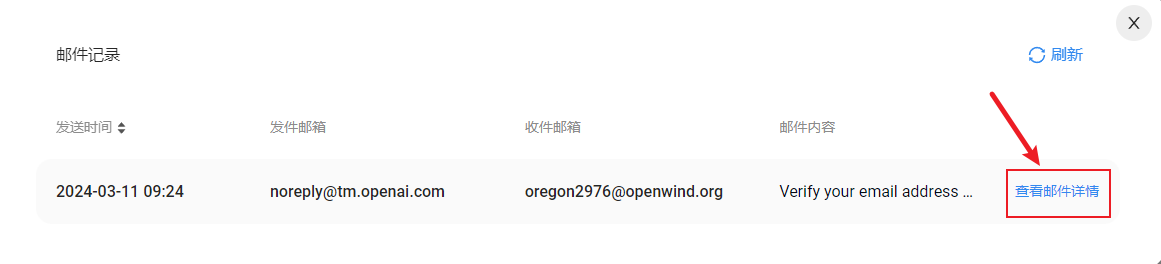 X
邮件记录 刷新
发送时间 发件邮箱 收件邮箱 邮件内容
2024-03-11 09:24 noreply@tm.openai.com oregon2976@openwind.org Verify your email address ... 查看邮件详情